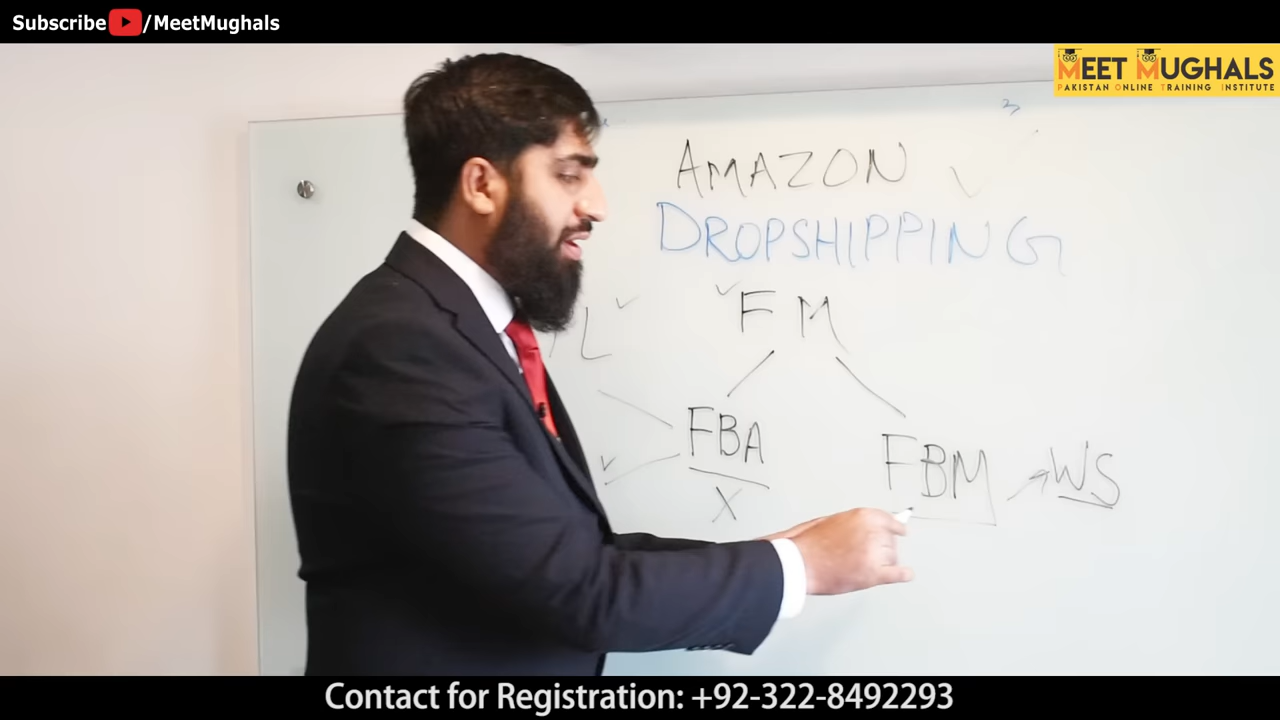 Subscribe /MeetMughals
MEET MUGHALS
PAKISTAN ONLINE TRAINING INSTITUTE
AMAZON
DROPSHIPPING
FM
L
FBA
X
FBM
WS
Contact for Registration: +92-322-8492293